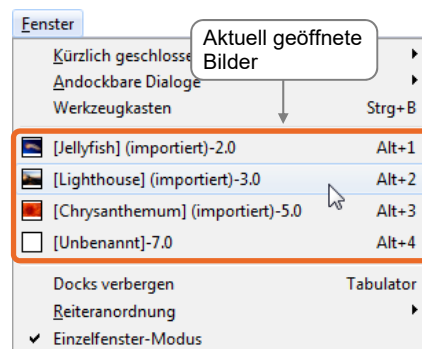 Fenster
Aktuell geöffnete
Bilder
Kürzlich geschlosse
Andockbare Dialoge
Werkzeugkasten Strg+B
[Jellyfish] (importiert)-2.0 Alt+1
[Lighthouse] (importiert)-3.0 Alt+2
[Chrysanthemum] (importiert)-5.0 Alt+3
[Unbenannt]-7.0 Alt+4
Docks verbergen Tabulator
Reiteranordnung
Einzelfenster-Modus